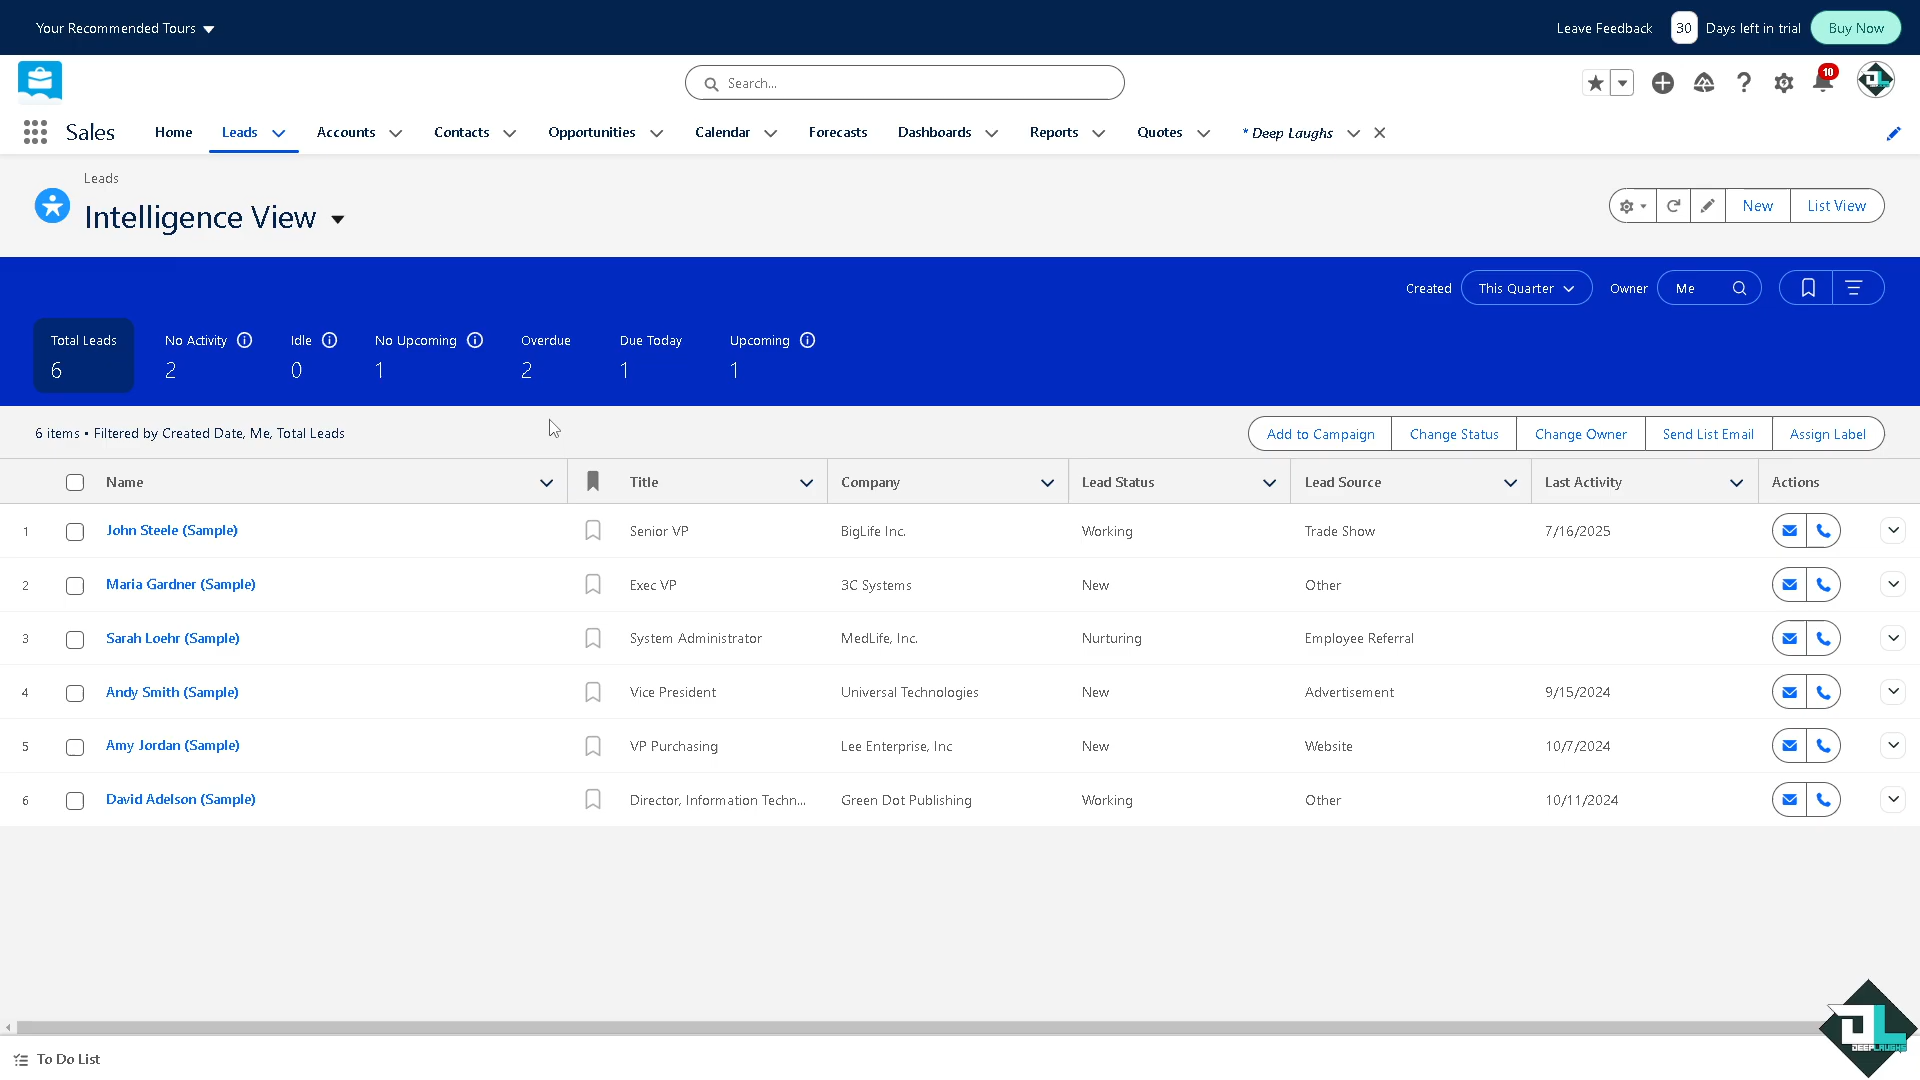 Your Recommended Tours
Leave Feedback 30 Days left in trial Buy Now
Search...
10
Sales Home Leads Accounts Contacts Opportunities Calendar Forecasts Dashboards Reports Quotes * Deep Laughs
Leads
Intelligence View
New List View
Created This Quarter Owner Me
Total Leads No Activity Idle No Upcoming Overdue Due Today Upcoming
6 2 0 1 2 1 1
6 items • Filtered by Created Date, Me, Total Leads
Add to Campaign Change Status Change Owner Send List Email Assign Label
Name Title Company Lead Status Lead Source Last Activity Actions
1 John Steele (Sample) Senior VP BigLife Inc. Working Trade Show 7/16/2025
2 Maria Gardner (Sample) Exec VP 3C Systems New Other
3 Sarah Loehr (Sample) System Administrator MedLife, Inc. Nurturing Employee Referral
4 Andy Smith (Sample) Vice President Universal Technologies New Advertisement 9/15/2024
5 Amy Jordan (Sample) VP Purchasing Lee Enterprise, Inc New Website 10/7/2024
6 David Adelson (Sample) Director, Information Techn... Green Dot Publishing Working Other 10/11/2024
DEEPLAUGHS
To Do List